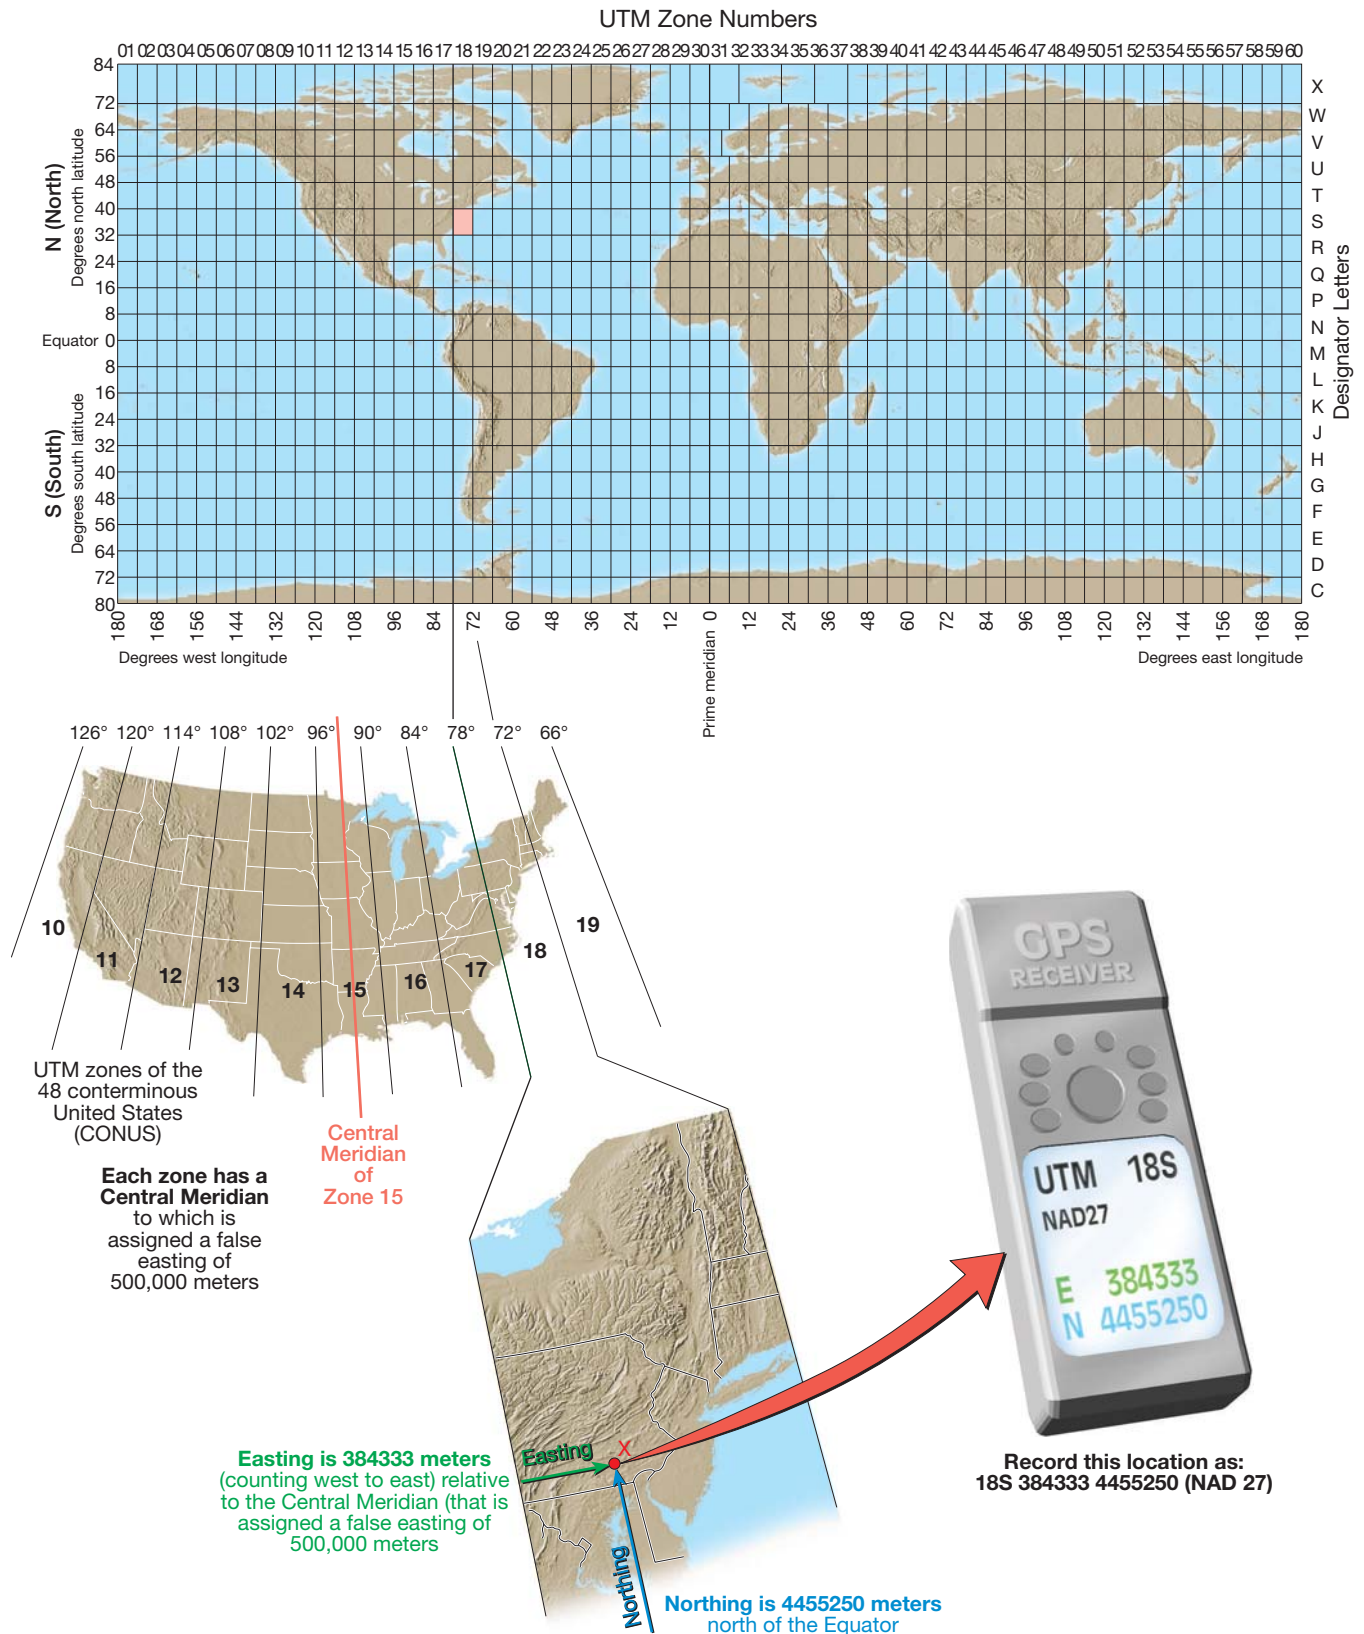 UTM Zone Numbers
01 02 03 04 05 06 07 08 09 10 11 12 13 14 15 16 17 18 19 20 21 22 23 24 25 26 27 28 29 30 31 32 33 34 35 36 37 38 39 40 41 42 43 44 45 46 47 48 49 50 51 52 53 54 55 56 57 58 59 60
84
X
72
W
64
V
56
U
48
T
40
S
32
R
24
Q
16
P
8
N
Equator 0
M
8
L
16
K
24
J
32
H
40
G
48
F
56
E
64
D
72
C
80
N (North)
Degrees north latitude
S (South)
Degrees south latitude
Designator Letters
180 168 156 144 132 120 108 96 84 72 60 48 36 24 12 Prime meridian 0 12 24 36 48 60 72 84 96 108 120 132 144 156 168 180
Degrees west longitude
Degrees east longitude
126° 120° 114° 108° 102° 96° 90° 84° 78° 72° 66°
10
11
12
13
14
15
16
17
18
19
UTM zones of the
48 conterminous
United States
(CONUS)
Each zone has a
Central Meridian
to which is
assigned a false
easting of
500,000 meters
Central
Meridian
of
Zone 15
GPS
RECEIVER
UTM 18S
NAD27
E 384333
N 4455250
Record this location as:
18S 384333 4455250 (NAD 27)
Easting
X
Easting is 384333 meters
(counting west to east) relative
to the Central Meridian (that is
assigned a false easting of
500,000 meters
Northing
Northing is 4455250 meters
north of the Equator